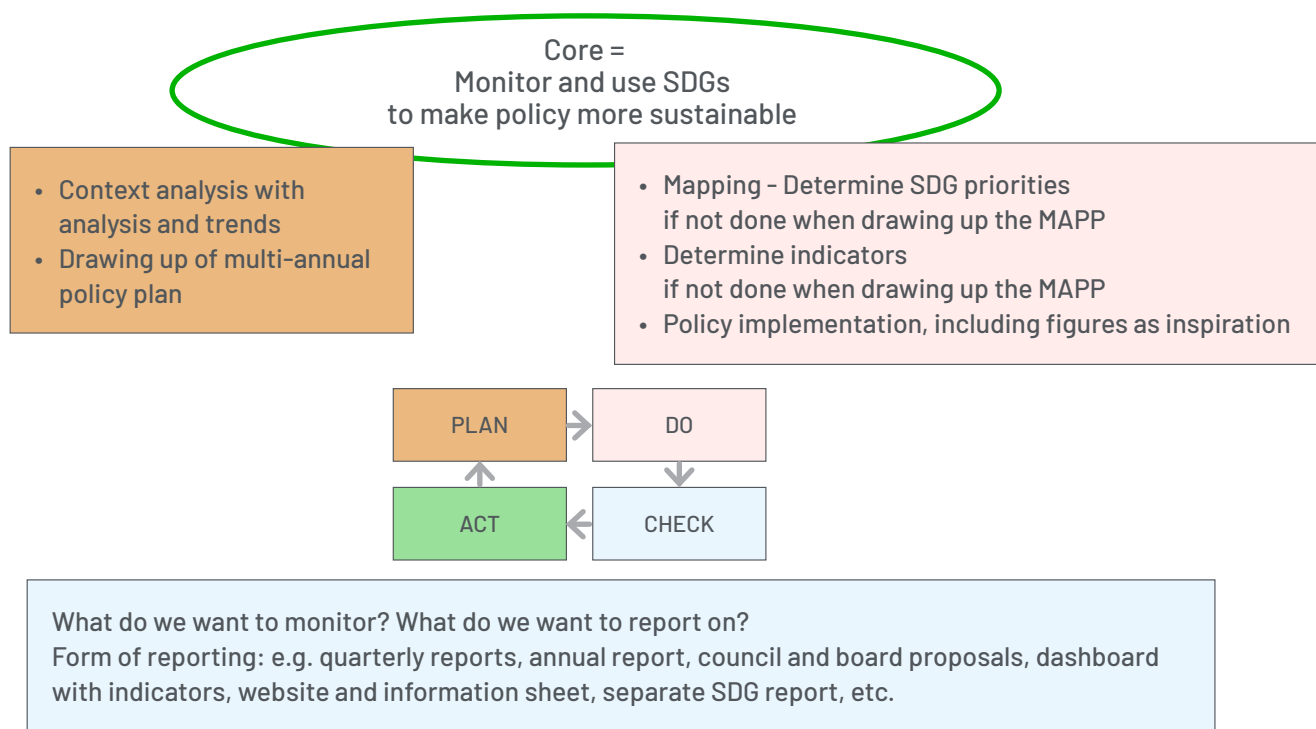 Core =
Monitor and use SDGs
to make policy more sustainable
• Context analysis with
analysis and trends
• Drawing up of multi-annual
policy plan
• Mapping - Determine SDG priorities
if not done when drawing up the MAPP
• Determine indicators
if not done when drawing up the MAPP
• Policy implementation, including figures as inspiration
PLAN
DO
ACT
CHECK
What do we want to monitor? What do we want to report on?
Form of reporting: e.g. quarterly reports, annual report, council and board proposals, dashboard
with indicators, website and information sheet, separate SDG report, etc.